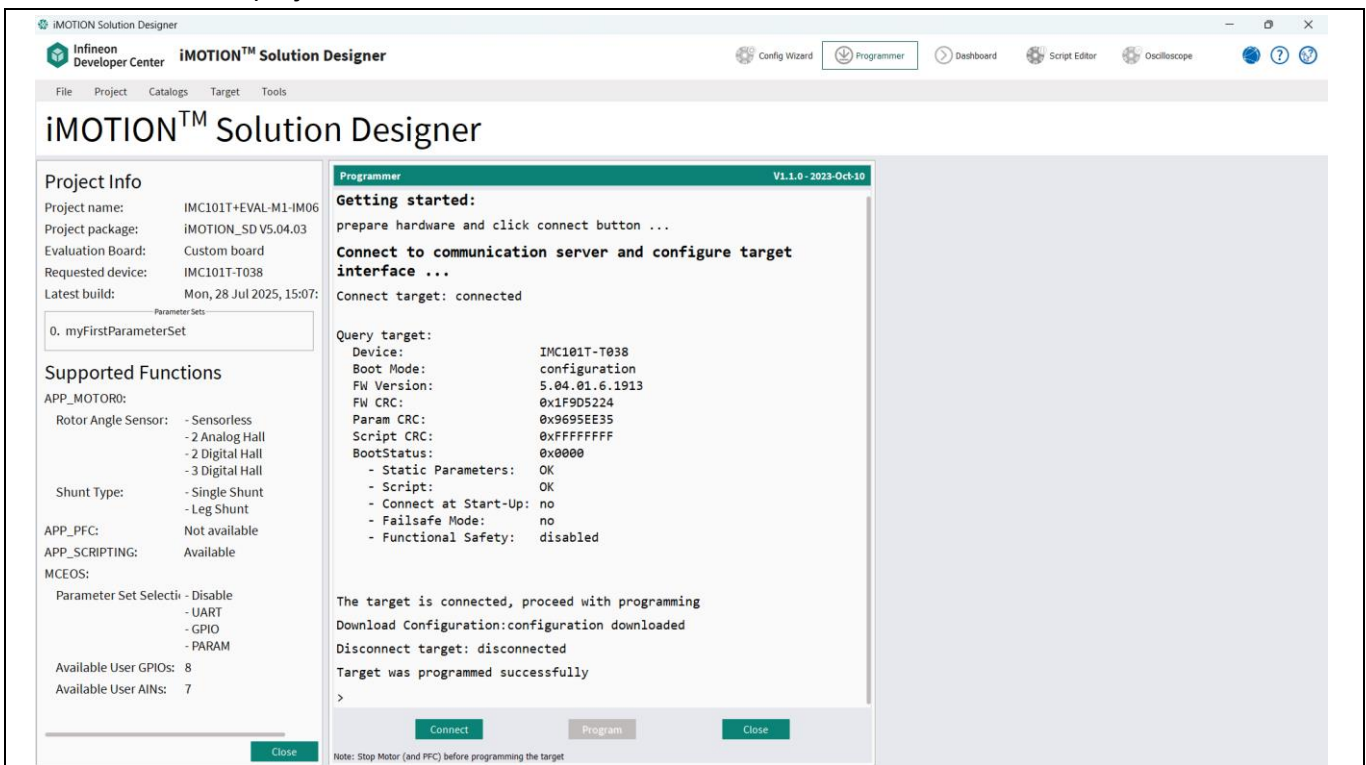 iMOTION Solution Designer
Infineon
Developer Center
iMOTION™ Solution Designer
Config Wizard
Programmer
Dashboard
Script Editor
Oscilloscope
File Project Catalogs Target Tools
iMOTION™ Solution Designer
Project Info
Project name: IMC101T+EVAL-M1-IM06
Project package: iMOTION_SD V5.04.03
Evaluation Board: Custom board
Requested device: IMC101T-T038
Latest build: Mon, 28 Jul 2025, 15:07:
Parameter Sets
0. myFirstParameterSet
Supported Functions
APP_MOTOR0:
Rotor Angle Sensor: - Sensorless
- 2 Analog Hall
- 2 Digital Hall
- 3 Digital Hall
Shunt Type: - Single Shunt
- Leg Shunt
APP_PFC: Not available
APP_SCRIPTING: Available
MCEOS:
Parameter Set Selecti - Disable
- UART
- GPIO
- PARAM
Available User GPIOs: 8
Available User AINs: 7
Close
Programmer V1.1.0 - 2023-Oct-10
Getting started:
prepare hardware and click connect button ...
Connect to communication server and configure target
interface ...
Connect target: connected
Query target:
Device: IMC101T-T038
Boot Mode: configuration
FW Version: 5.04.01.6.1913
FW CRC: 0x1F9D5224
Param CRC: 0x9695EE35
Script CRC: 0xFFFFFFFF
BootStatus: 0x0000
- Static Parameters: OK
- Script: OK
- Connect at Start-Up: no
- Failsafe Mode: no
- Functional Safety: disabled
The target is connected, proceed with programming
Download Configuration:configuration downloaded
Disconnect target: disconnected
Target was programmed successfully
>
Connect Program Close
Note: Stop Motor (and PFC) before programming the target